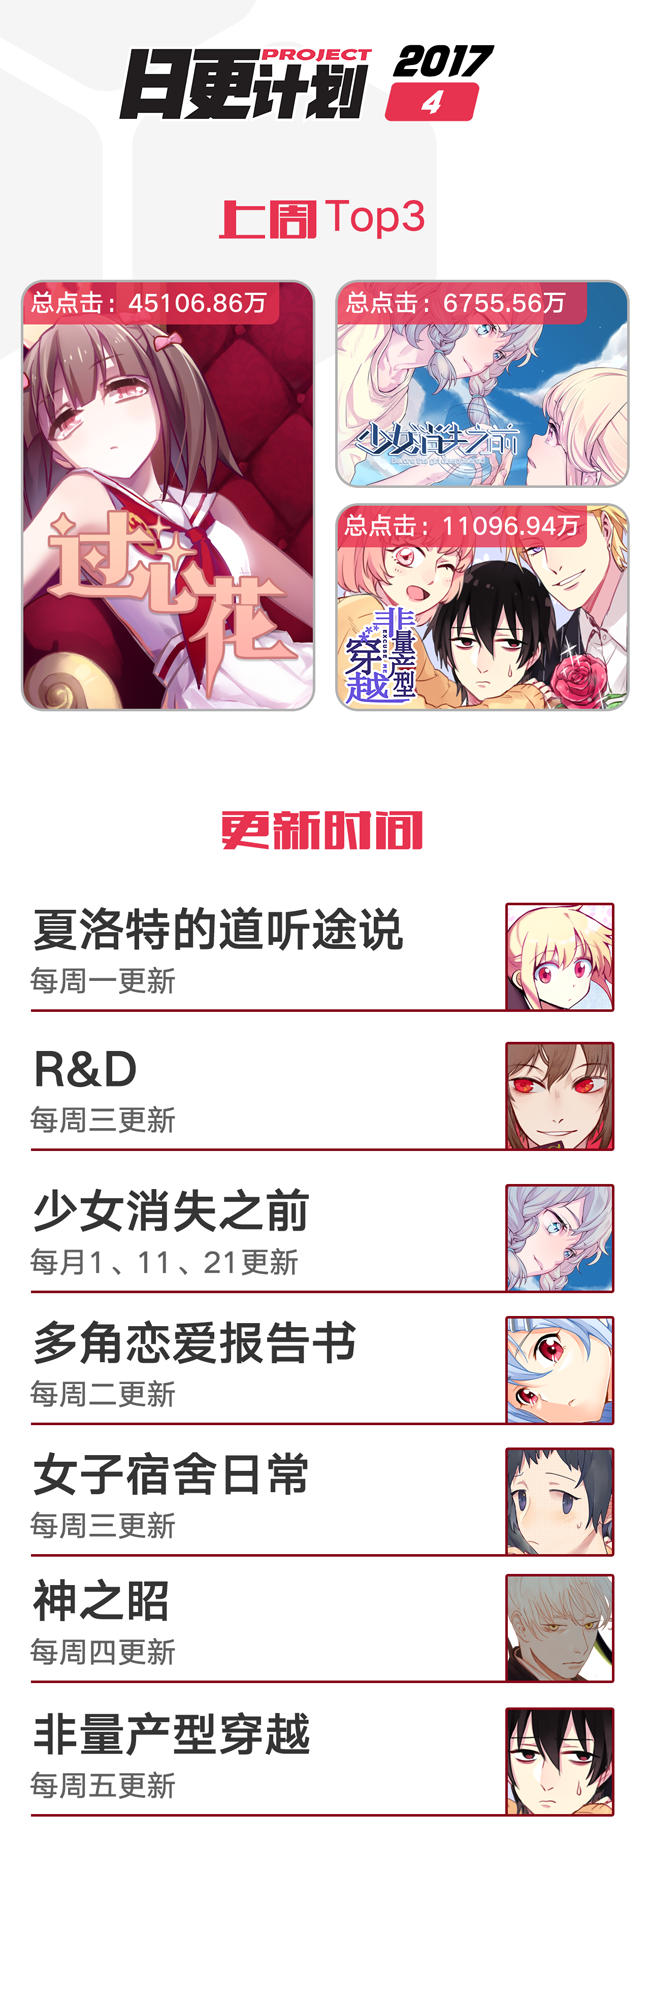 日更计划 PROJECT 2017
4
上周Top3
总点击：45106.86万
过心花
总点击：6755.56万
少女消失之前
总点击：11096.94万
非量产型
穿越
EXCUSE ME
更新时间
夏洛特的道听途说
每周一更新
R&D
每周三更新
少女消失之前
每月1、11、21更新
多角恋爱报告书
每周二更新
女子宿舍日常
每周三更新
神之昭
每周四更新
非量产型穿越
每周五更新